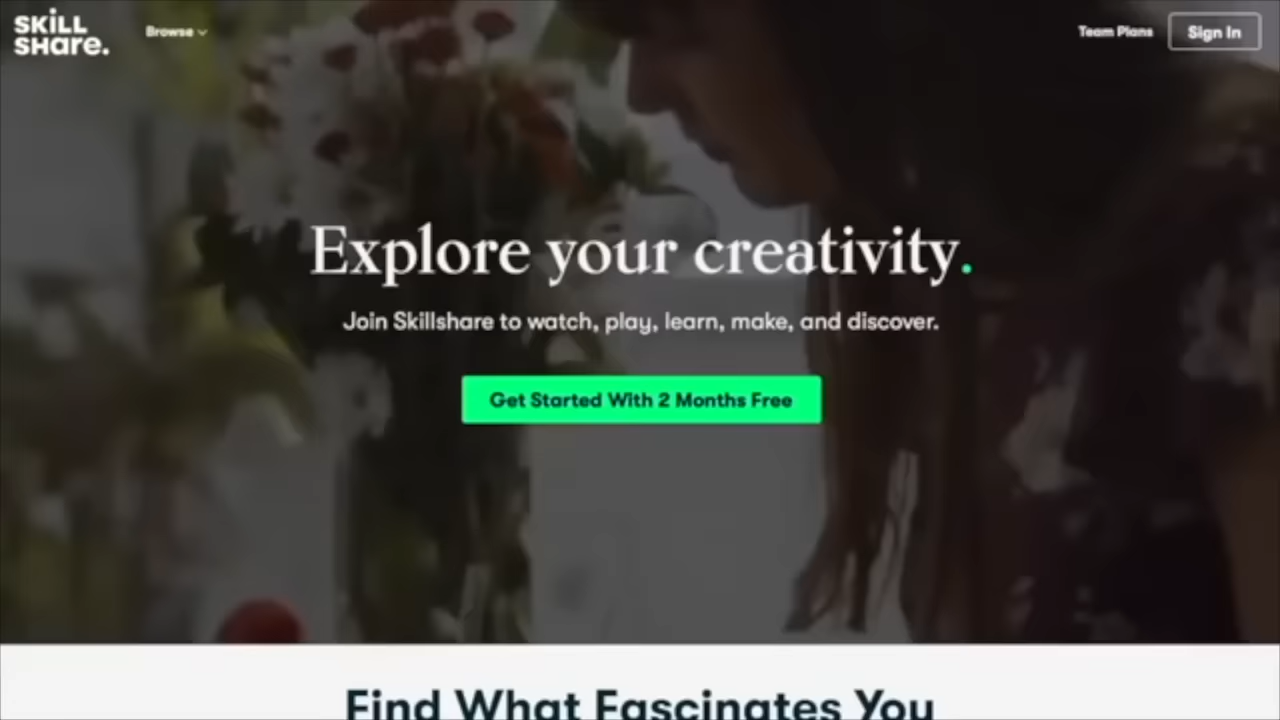 SKiLL
SHare.
Browse
Team Plans
Sign In
Explore your creativity.
Join Skillshare to watch, play, learn, make, and discover.
Get Started With 2 Months Free
Find What Fascinates You